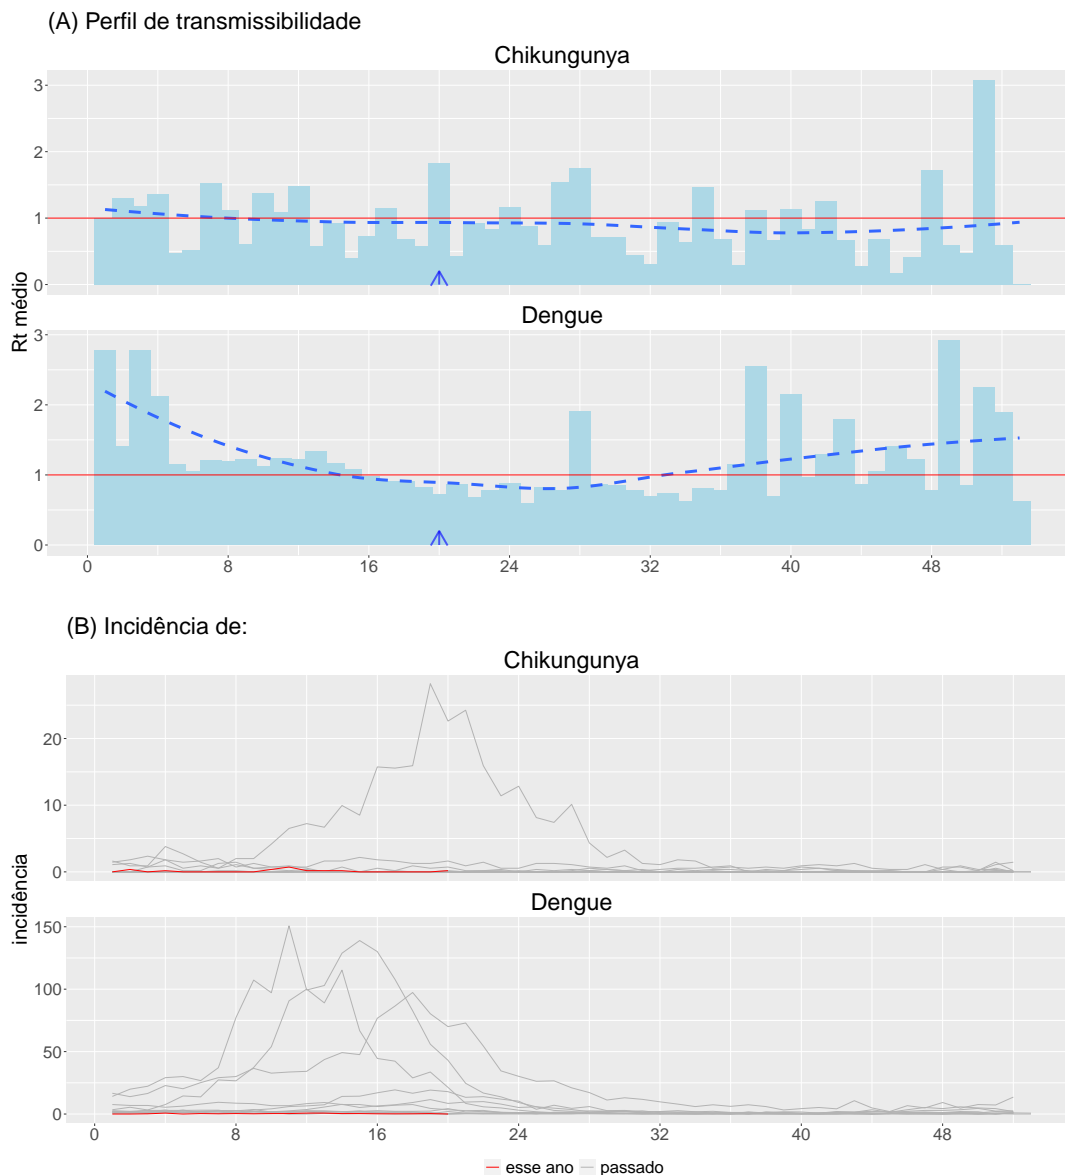 (A) Perfil de transmissibilidade
Chikungunya
3
2
1
0
Rt médio
Dengue
3
2
1
0
0 8 16 24 32 40 48
(B) Incidência de:
Chikungunya
20
10
0
incidência
Dengue
150
100
50
0
0 8 16 24 32 40 48
esse ano passado